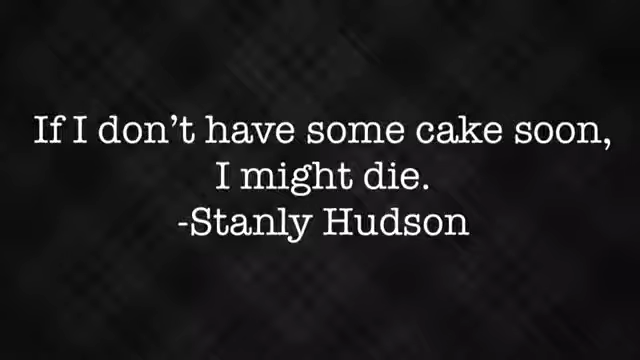 If I don’t have some cake soon,
I might die.
-Stanly Hudson